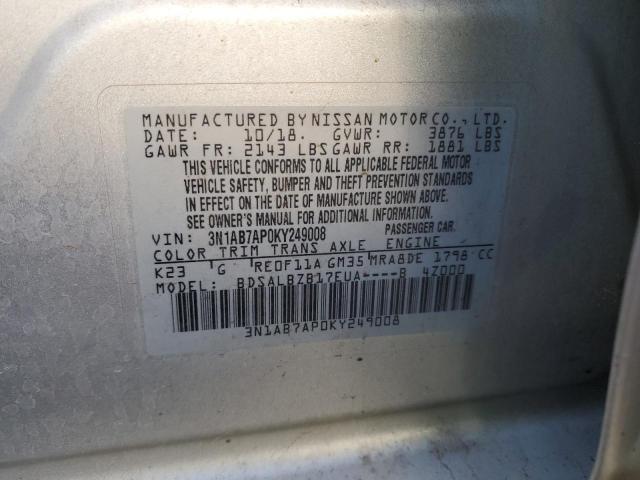 MANUFACTURED BY NISSAN MOTOR CO., LTD.
DATE: 10/18. GVWR: 3876 LBS
GAWR FR: 2143 LBS GAWR RR: 1881 LBS
THIS VEHICLE CONFORMS TO ALL APPLICABLE FEDERAL MOTOR
VEHICLE SAFETY, BUMPER AND THEFT PREVENTION STANDARDS
IN EFFECT ON THE DATE OF MANUFACTURE SHOWN ABOVE.
SEE OWNER'S MANUAL FOR ADDITIONAL INFORMATION.
VIN: 3N1AB7AP0KY249008 PASSENGER CAR.
COLOR TRIM TRANS AXLE ENGINE
K23 G RE0F11A GM35 MRA8DE 1798 CC
MODEL: BDSALBZB17EUA----B 4Z000
3N1AB7AP0KY249008